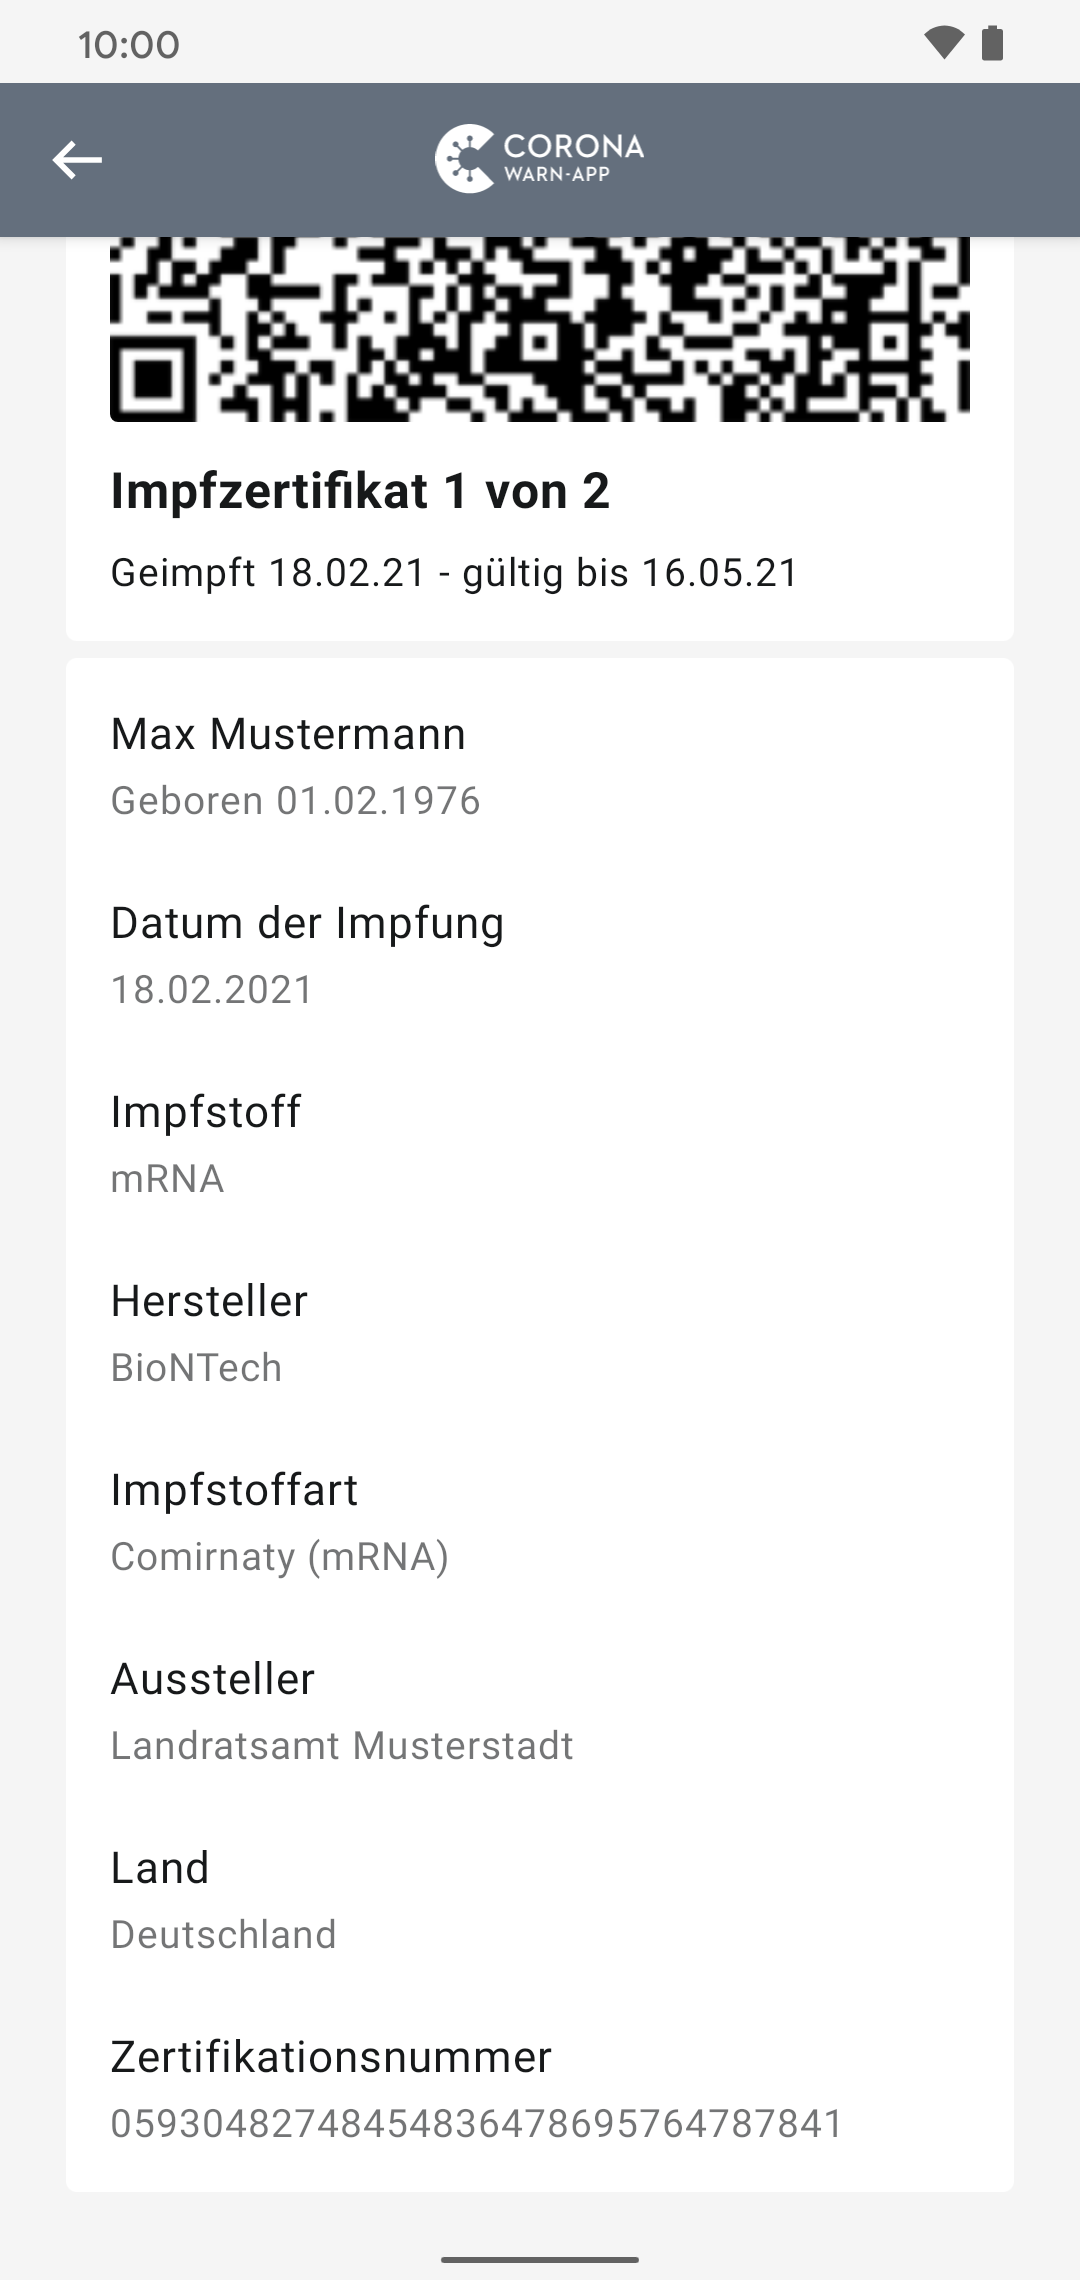 10:00
CORONA
WARN-APP
Impfzertifikat 1 von 2
Geimpft 18.02.21 - gültig bis 16.05.21
Max Mustermann
Geboren 01.02.1976
Datum der Impfung
18.02.2021
Impfstoff
mRNA
Hersteller
BioNTech
Impfstoffart
Comirnaty (mRNA)
Aussteller
Landratsamt Musterstadt
Land
Deutschland
Zertifikationsnummer
05930482748454836478695764787841